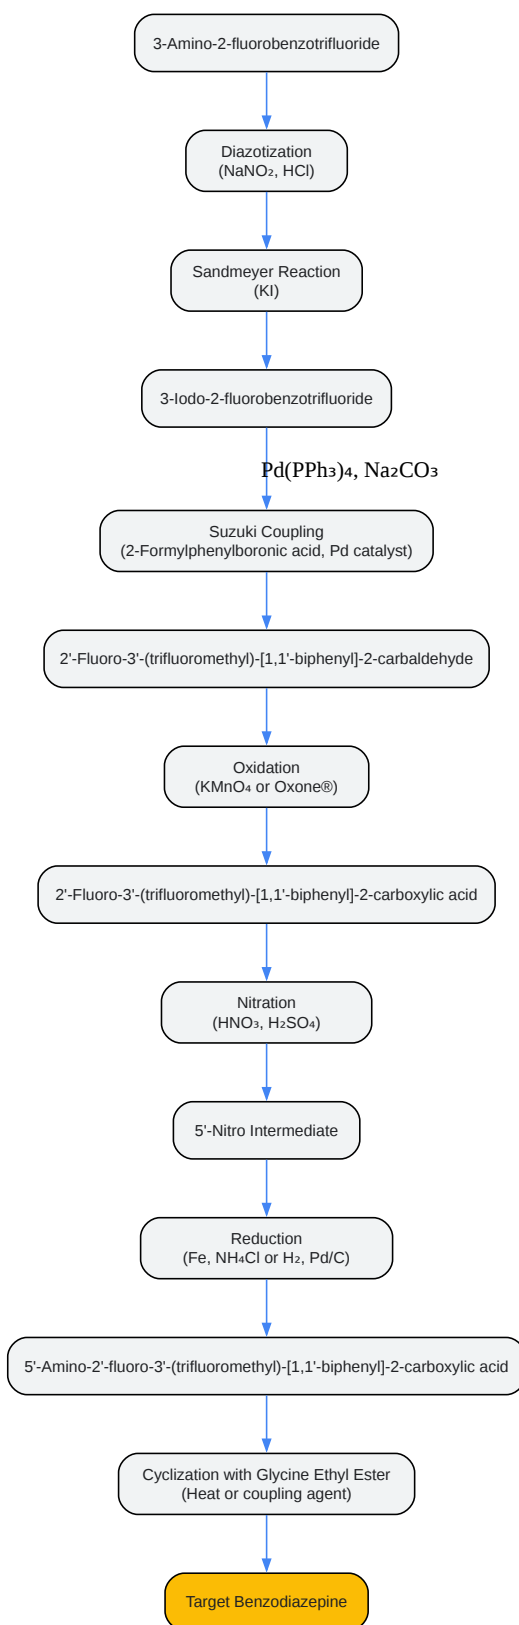 3-Amino-2-fluorobenzotrifluoride
Diazotization
(NaNO₂, HCl)
Sandmeyer Reaction
(KI)
3-Iodo-2-fluorobenzotrifluoride
Pd(PPh₃)₄, Na₂CO₃
Suzuki Coupling
(2-Formylphenylboronic acid, Pd catalyst)
2'-Fluoro-3'-(trifluoromethyl)-[1,1'-biphenyl]-2-carbaldehyde
Oxidation
(KMnO₄ or Oxone®)
2'-Fluoro-3'-(trifluoromethyl)-[1,1'-biphenyl]-2-carboxylic acid
Nitration
(HNO₃, H₂SO₄)
5'-Nitro Intermediate
Reduction
(Fe, NH₄Cl or H₂, Pd/C)
5'-Amino-2'-fluoro-3'-(trifluoromethyl)-[1,1'-biphenyl]-2-carboxylic acid
Cyclization with Glycine Ethyl Ester
(Heat or coupling agent)
Target Benzodiazepine